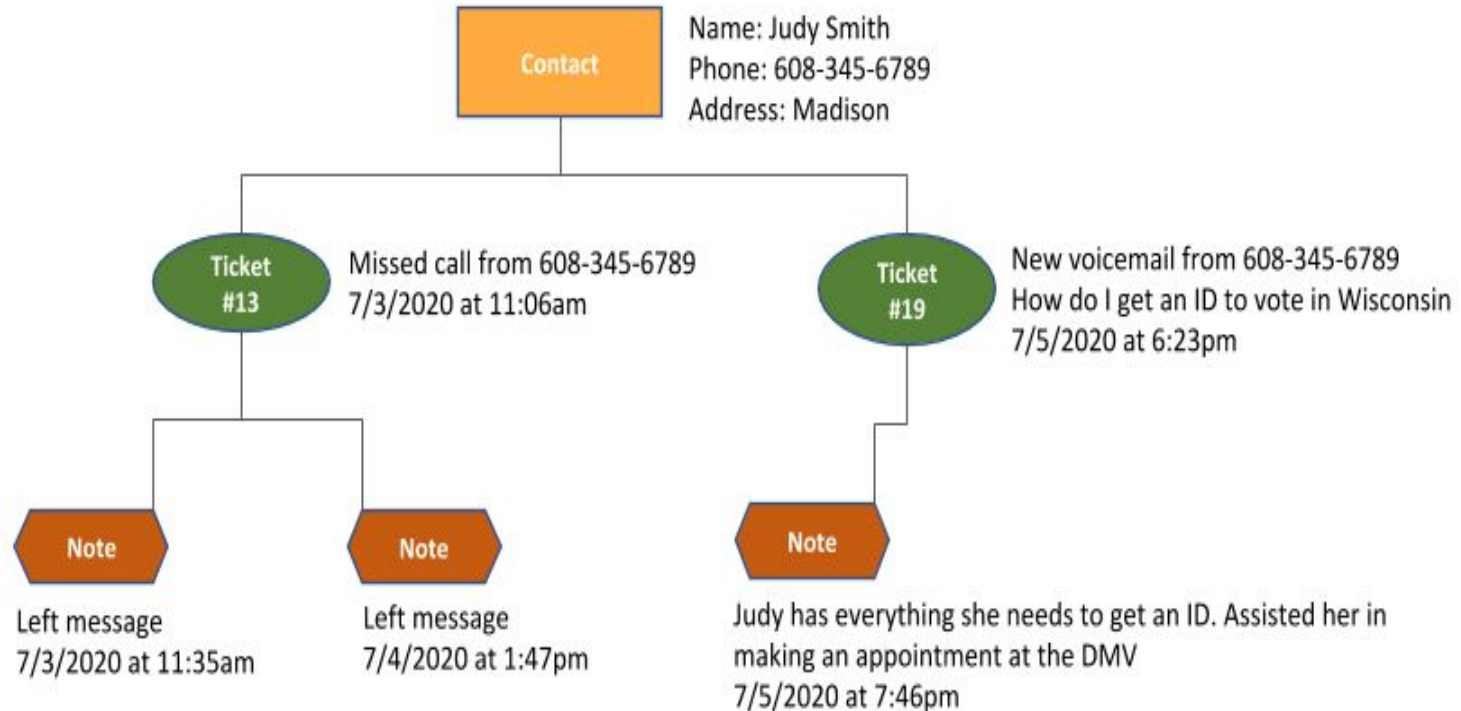 Contact
Name: Judy Smith
Phone: 608-345-6789
Address: Madison
Ticket
#13
Missed call from 608-345-6789
7/3/2020 at 11:06am
Ticket
#19
New voicemail from 608-345-6789
How do I get an ID to vote in Wisconsin
7/5/2020 at 6:23pm
Note
Left message
7/3/2020 at 11:35am
Note
Left message
7/4/2020 at 1:47pm
Note
Judy has everything she needs to get an ID. Assisted her in
making an appointment at the DMV
7/5/2020 at 7:46pm